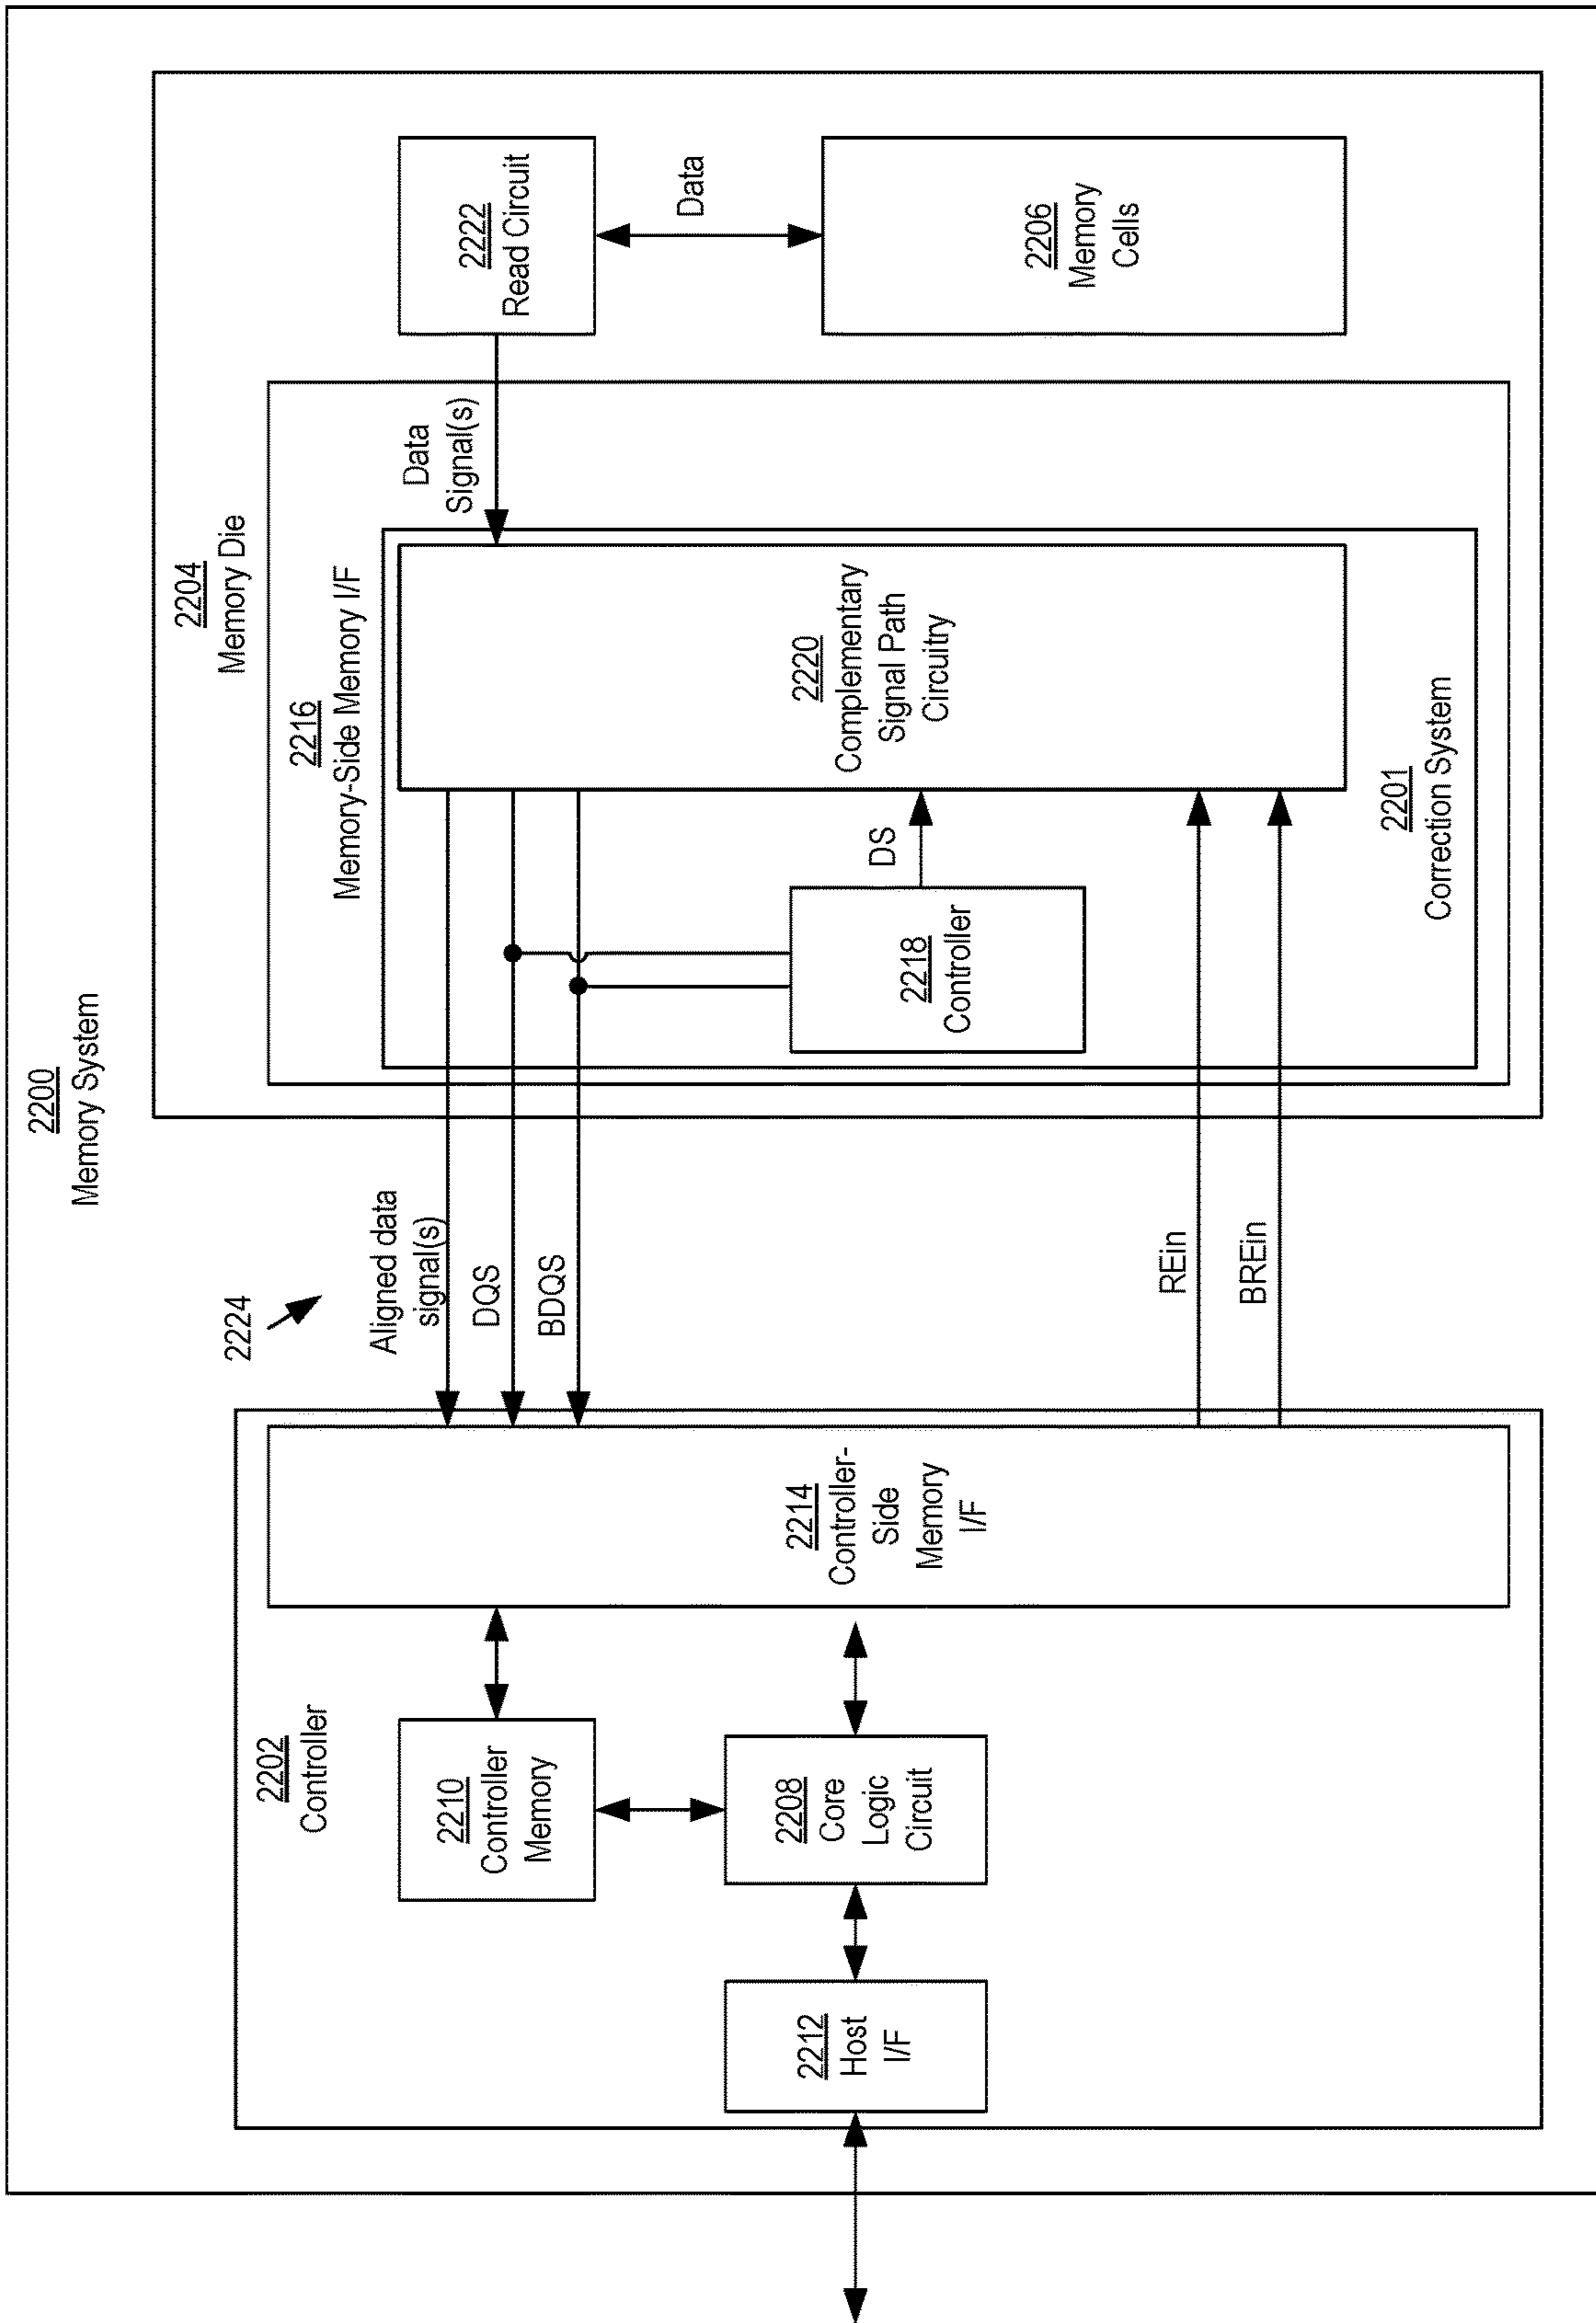 2200
Memory System
2202
Controller
2210
Controller
Memory
2208
Core
Logic
Circuit
2212
Host
I/F
2214
Controller-
Side
Memory
I/F
2224
Aligned data
signal(s)
DQS
BDQS
REin
BREin
2204
Memory Die
2216
Memory-Side Memory I/F
2218
Controller
DS
2220
Complementary
Signal Path
Circuitry
2201
Correction System
Data
Signal(s)
2222
Read Circuit
Data
2206
Memory
Cells